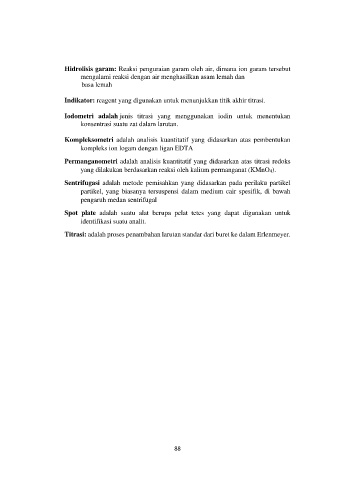 Hidrolisis garam: Reaksi penguraian garam oleh air, dimana ion garam tersebut
mengalami reaksi dengan air menghasilkan asam lemah dan
basa lemah
Indikator: reagent yang digunakan untuk menunjukkan titik akhir titrasi.
Iodometri adalah jenis titrasi yang menggunakan iodin untuk menentukan
konsentrasi suatu zat dalam larutan.
Kompleksometri adalah analisis kuantitatif yang didasarkan atas pembentukan
kompleks ion logam dengan ligan EDTA
Permanganometri adalah analisis kuantitatif yang didasarkan atas titrasi redoks
yang dilakukan berdasarkan reaksi oleh kalium permanganat (KMnO₄).
Sentrifugasi adalah metode pemisahkan yang didasarkan pada perilaku partikel
partikel, yang biasanya tersuspensi dalam medium cair spesifik, di bawah
pengaruh medan sentrifugal
Spot plate adalah suatu alat berupa pelat tetes yang dapat digunakan untuk
identifikasi suatu analit.
Titrasi: adalah proses penambahan larutan standar dari buret ke dalam Erlenmeyer.
88